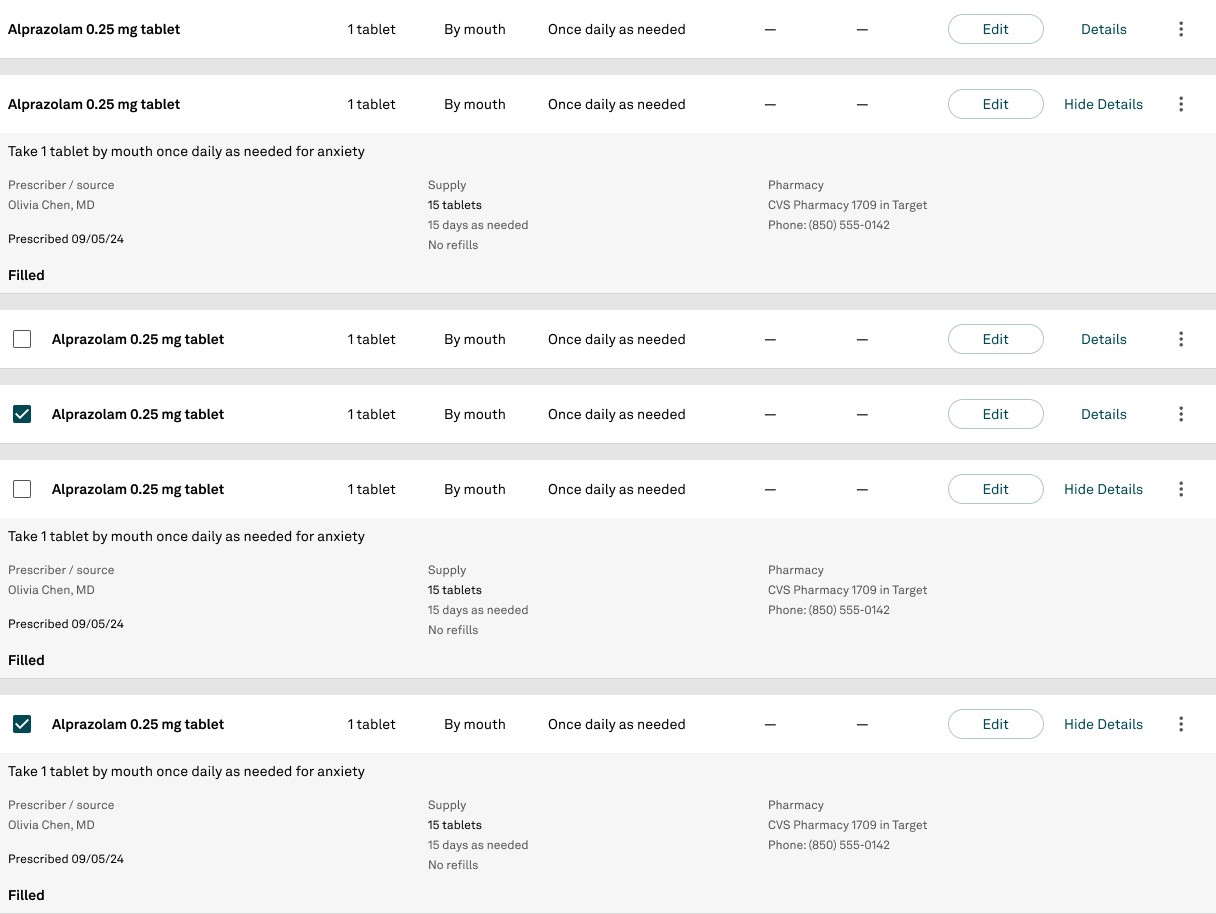 Alprazolam 0.25 mg tablet 1 tablet By mouth Once daily as needed — — Edit Details
Alprazolam 0.25 mg tablet 1 tablet By mouth Once daily as needed — — Edit Hide Details
Take 1 tablet by mouth once daily as needed for anxiety
Prescriber / source Supply Pharmacy
Olivia Chen, MD 15 tablets CVS Pharmacy 1709 in Target
15 days as needed Phone: (850) 555-0142
Prescribed 09/05/24
No refills
Filled
Alprazolam 0.25 mg tablet 1 tablet By mouth Once daily as needed — — Edit Details
Alprazolam 0.25 mg tablet 1 tablet By mouth Once daily as needed — — Edit Details
Alprazolam 0.25 mg tablet 1 tablet By mouth Once daily as needed — — Edit Hide Details
Take 1 tablet by mouth once daily as needed for anxiety
Prescriber / source Supply Pharmacy
Olivia Chen, MD 15 tablets CVS Pharmacy 1709 in Target
15 days as needed Phone: (850) 555-0142
Prescribed 09/05/24
No refills
Filled
Alprazolam 0.25 mg tablet 1 tablet By mouth Once daily as needed — — Edit Hide Details
Take 1 tablet by mouth once daily as needed for anxiety
Prescriber / source Supply Pharmacy
Olivia Chen, MD 15 tablets CVS Pharmacy 1709 in Target
15 days as needed Phone: (850) 555-0142
Prescribed 09/05/24
No refills
Filled